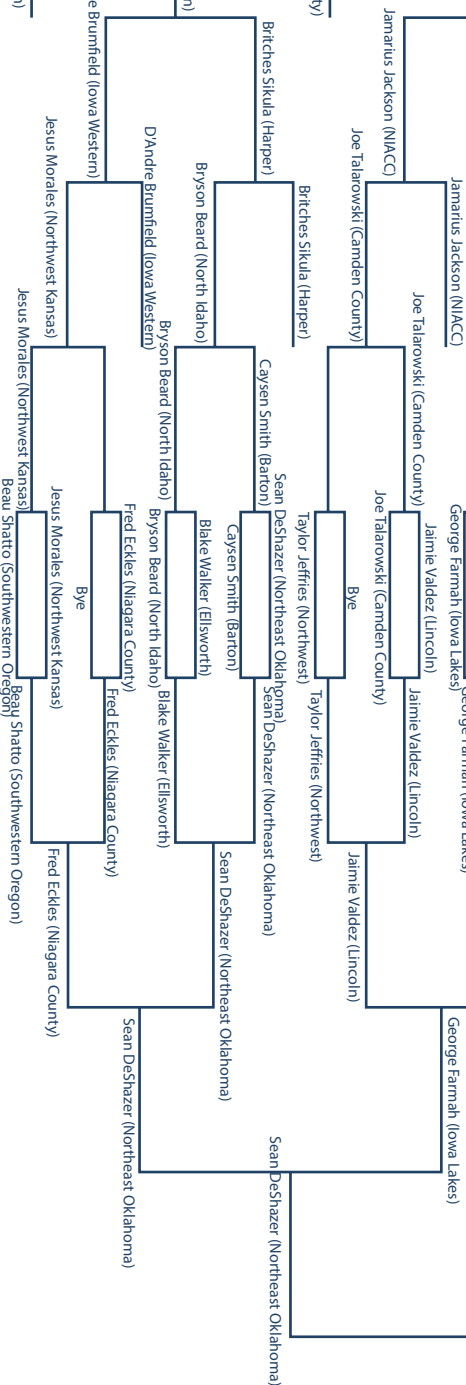 Jamarius Jackson (NIACC)
George Farmah (Iowa Lakes)
George Farmah (Iowa Lakes)
Jaimie Valdez (Lincoln)
Joe Talarowski (Camden County)
Jaimie Valdez (Lincoln)
Jamarius Jackson (NIACC)
Joe Talarowski (Camden County)
Joe Talarowski (Camden County)
Jaimie Valdez (Lincoln)
Bye
ty)
Taylor Jeffries (Northwest)
Britches Sikula (Harper)
Taylor Jeffries (Northwest)
Sean DeShazer (Northeast Oklahoma)
Sean DeShazer (Northeast Oklahoma)
Britches Sikula (Harper)
Sean DeShazer (Northeast Oklahoma)
Caysen Smith (Barton)
Caysen Smith (Barton)
Sean DeShazer (Northeast Oklahoma)
Blake Walker (Ellsworth)
Bryson Beard (North Idaho)
n)
Bryson Beard (North Idaho)
Blake Walker (Ellsworth)
Bryson Beard (North Idaho)
D'Andre Brumfield (Iowa Western)
Fred Eckles (Niagara County)
Sean DeShazer (Northeast Oklahoma)
Fred Eckles (Niagara County)
e Brumfield (Iowa Western)
Bye
Jesus Morales (Northwest Kansas)
Jesus Morales (Northwest Kansas)
Fred Eckles (Niagara County)
Jesus Morales (Northwest Kansas)
n)
Beau Shatto (Southwestern Oregon)
Beau Shatto (Southwestern Oregon)